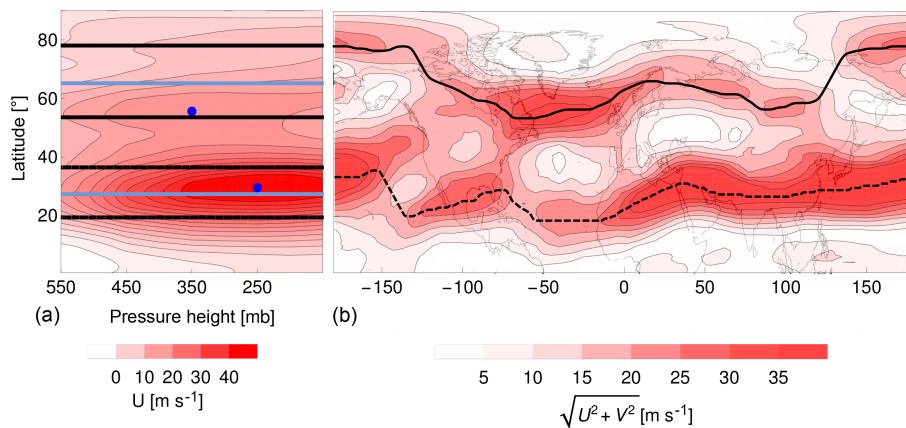 80
60
40
20
Latitude [°]
550 450 350 250
−150 −100 −50 0 50 100 150
(a) Pressure height [mb] (b)
0 10 20 30 40
U [m s⁻¹]
5 10 15 20 25 30 35
√U² + V² [m s⁻¹]